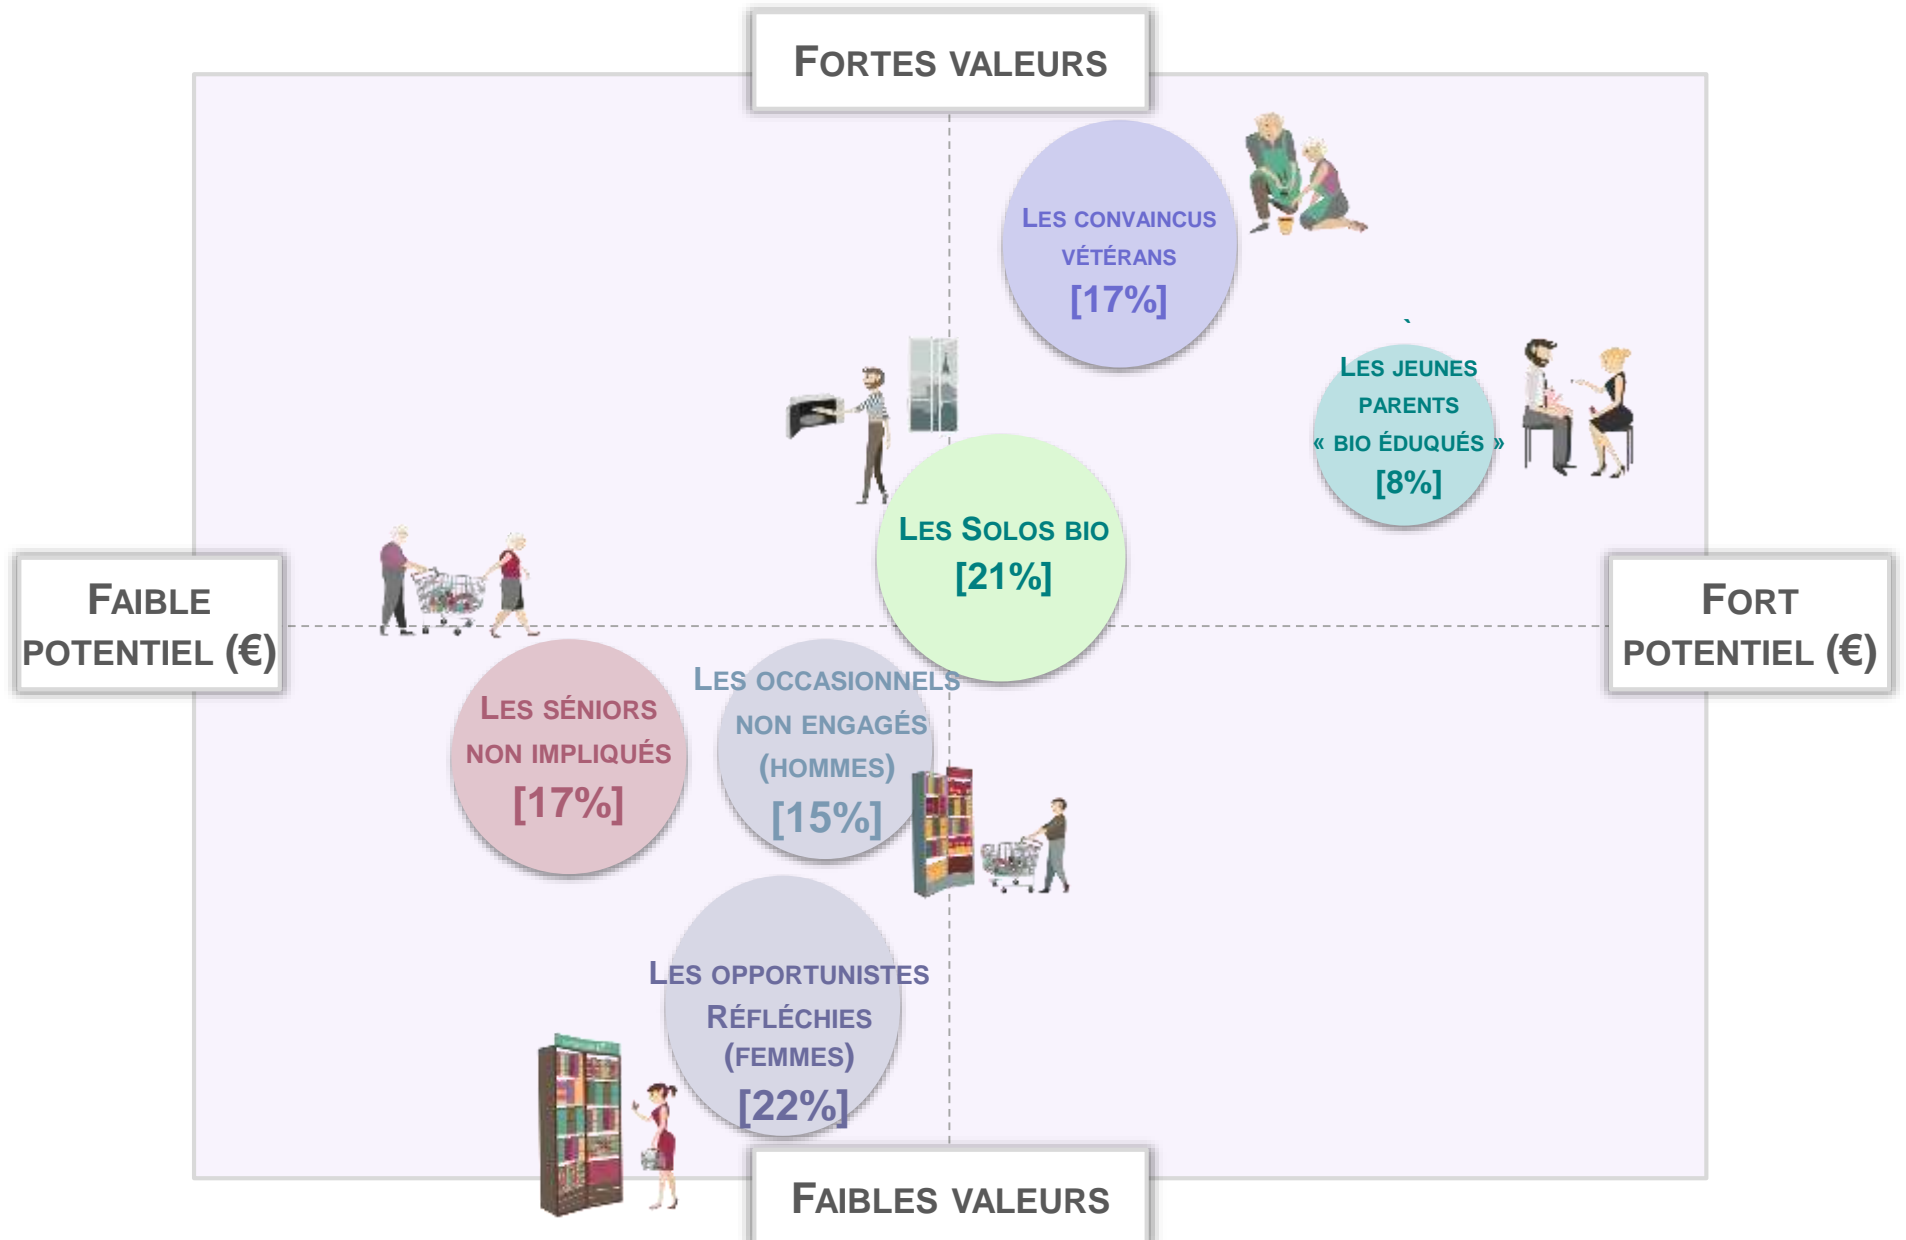 FORTES VALEURS
LES CONVAINCUS
VÉTÉRANS
[17%]
LES JEUNES
PARENTS
« BIO ÉDUQUÉS »
[8%]
LES SOLOS BIO
[21%]
FAIBLE
POTENTIEL (€)
FORT
POTENTIEL (€)
LES SÉNIORS
NON IMPLIQUÉS
[17%]
LES OCCASIONNELS
NON ENGAGÉS
(HOMMES)
[15%]
LES OPPORTUNISTES
RÉFLÉCHIES
(FEMMES)
[22%]
FAIBLES VALEURS